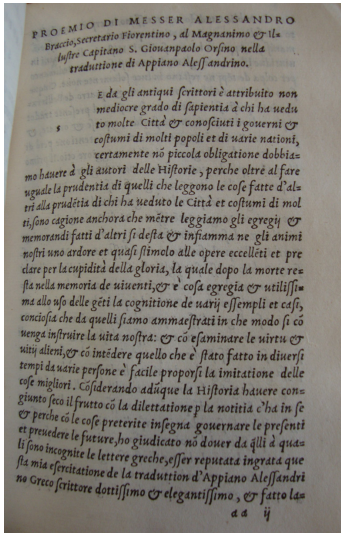 PROEMIO DI MESSER ALESSANDRO
Braccio, Secretario Fiorentino, al Magnanimo & Il=
lustre Capitano S. Giouanpaolo Orsino nella
traduttione di Appiano Alessandrino.
E da gli antiqui scrittori è attribuito non
mediocre grado di sapientia à chi ha uedu
to molte Città & conosciuti i gouerni &
s
costumi di molti popoli et di uarie nationi,
certamente nō piccola obligatione dobbia=
mo hauere à gli autori delle Historie, perche oltre al fare
uguale la prudentia di quelli che leggono le cose fatte d'al=
tri alla prudētia di chi ha ueduto le Città et costumi di mol
ti, sono cagione anchora che mētre leggiamo gli egregij &
memorandi fatti d'altri si desta & infiamma ne gli animi
nostri uno ardore et quasi stimolo alle opere eccellēti et pre
clare per la cupidità della gloria, la quale dopo la morte re=
sta nella memoria de uiuenti, & è cosa egregia & utilissi=
ma allo uso delle gēti la cognitione de uarij essempli et casi,
conciosia che da quelli siamo ammaestrati in che modo si cō
uenga instruire la uita nostra: & cō esaminare le uirtu &
uitij alieni, & cō intēdere quello che è stato fatto in diuersi
tempi da uarie persone è facile proporsi la imitatione delle
cose migliori. Cōsiderando adūque la Historia hauere con=
giunto seco il frutto cō la dilettatione p la notitia c'ha in se
& perche cō le cose preterite insegna gouernare le presenti
et preuedere le future, ho giudicato nō douer da q̄lli à qua=
li sono incognite le lettere greche, esser reputata ingrata que
sta mia esercitatione de la traduttion d'Appiano Alessandri
no Greco scrittore dottissimo & elegantissimo, & fatto la=
aa ij